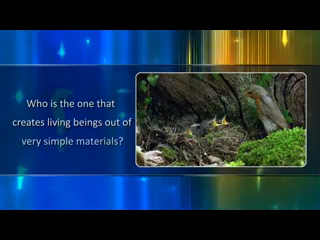 Who is the one that
creates living beings out of
very simple materials?